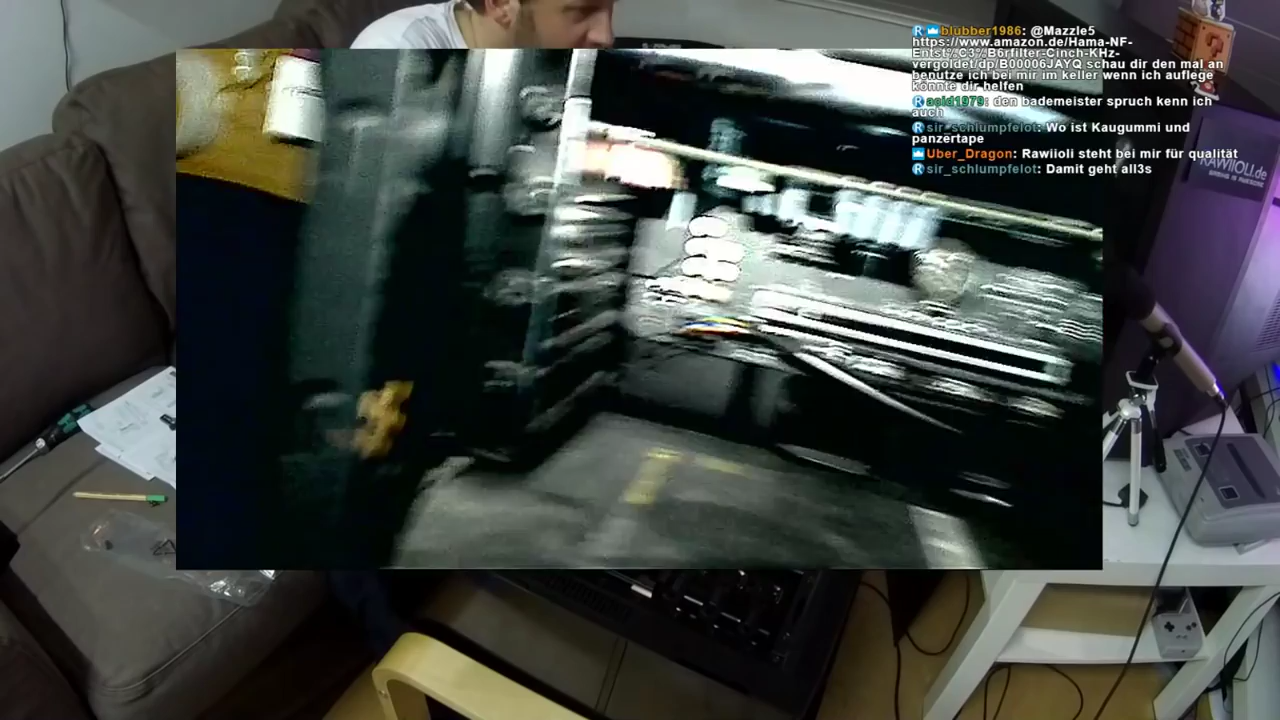 blubber1986: @Mazzle5
https://www.amazon.de/Hama-NF-
Entst%C3%B6rfilter-Cinch-KHz-
vergoldet/dp/B00006JAYQ schau dir den mal an
benutze ich bei mir im keller wenn ich auflege
könnte dir helfen
acid1979: den bademeister spruch kenn ich
auch
sir_schlumpfelot: Wo ist Kaugummi und
panzertape
Uber_Dragon: Rawiioli steht bei mir für qualität
sir_schlumpfelot: Damit geht all3s
RAWIIOLI.de